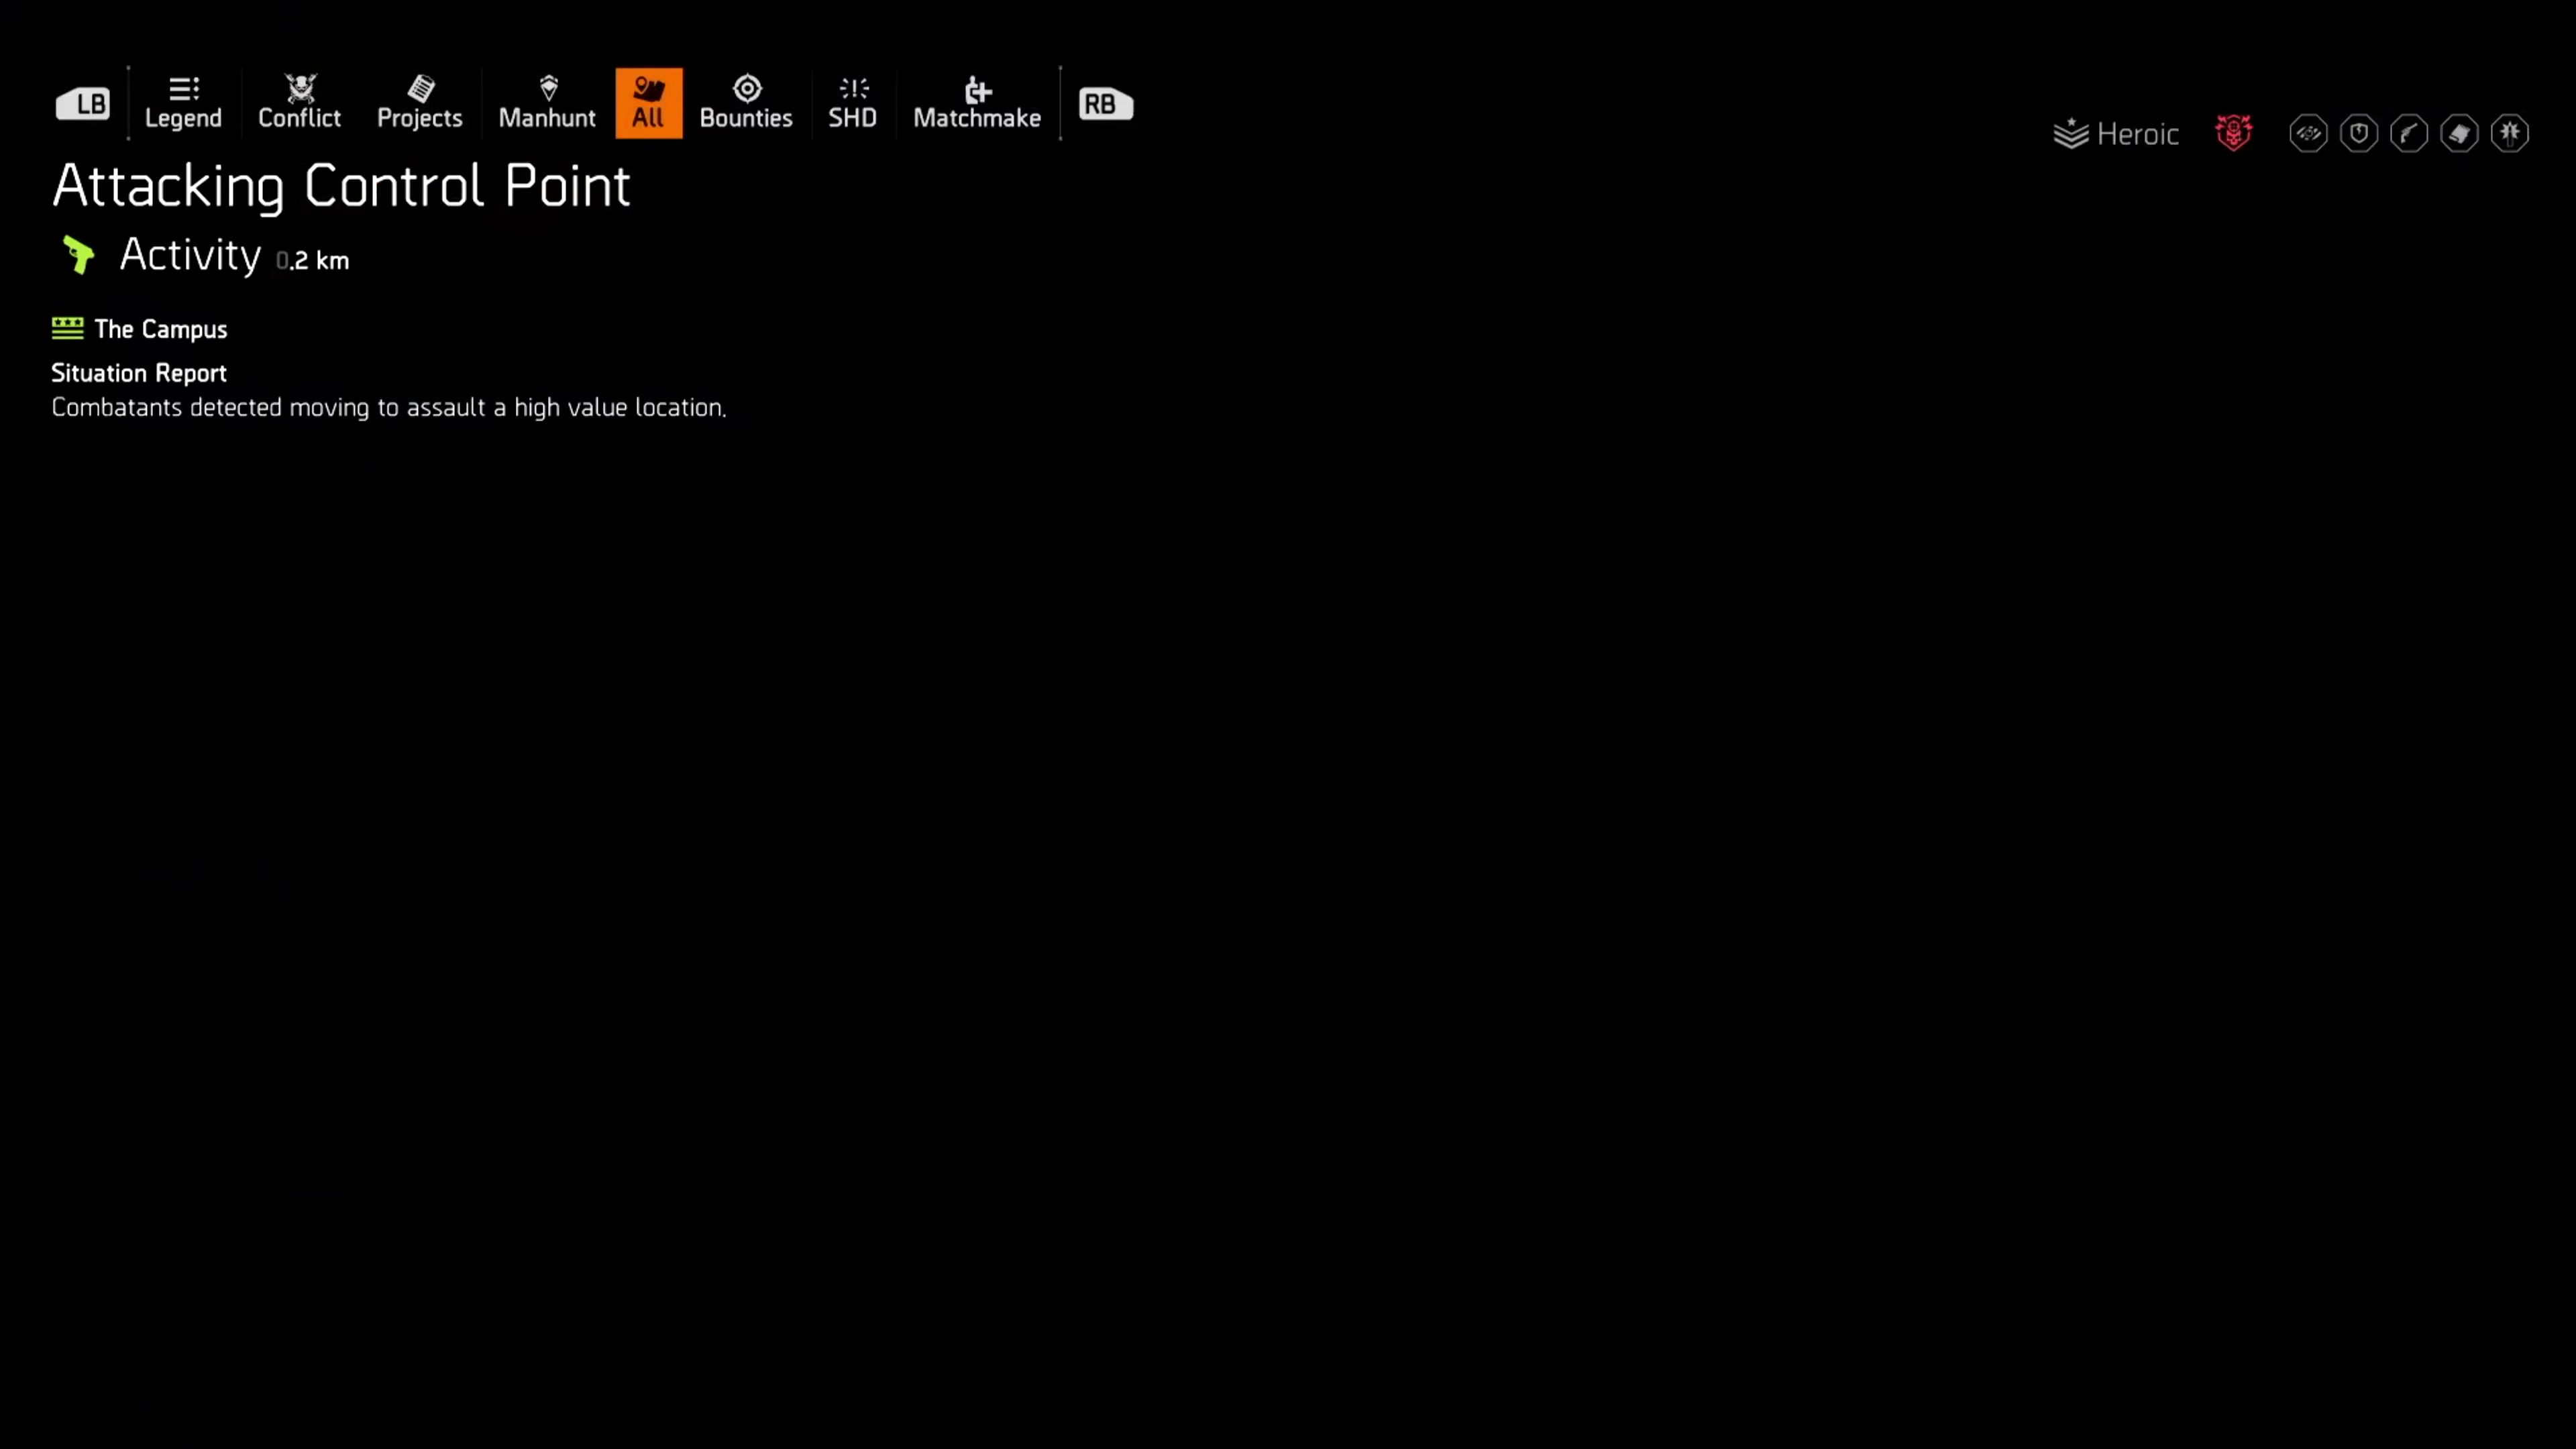 LB Legend Conflict Projects Manhunt All Bounties SHD Matchmake RB
Heroic
Attacking Control Point
Activity 0.2 km
The Campus
Situation Report
Combatants detected moving to assault a high value location.